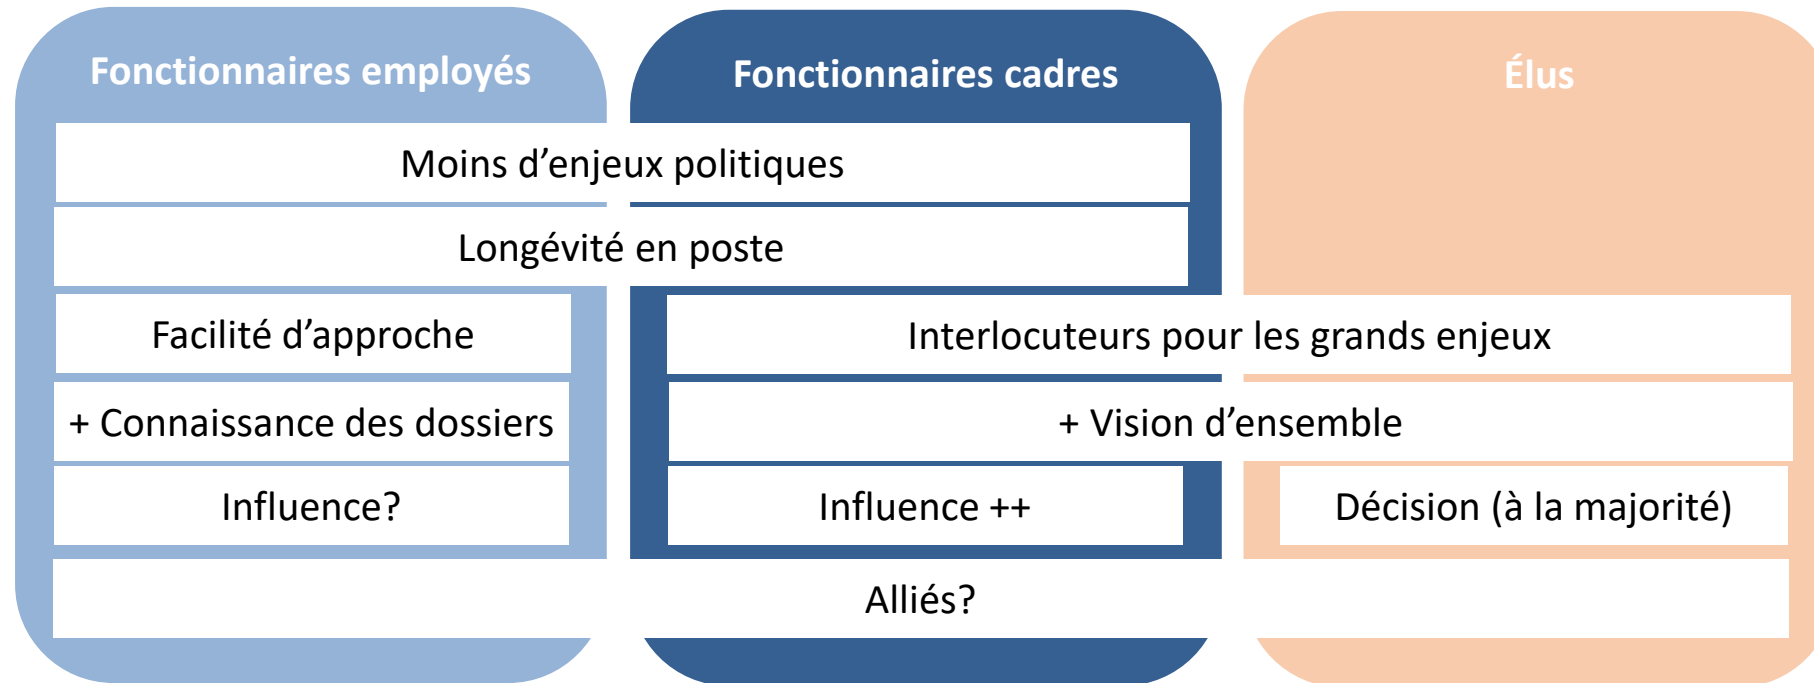 Fonctionnaires employés
Fonctionnaires cadres
Élus
Moins d’enjeux politiques
Longévité en poste
Facilité d’approche
Interlocuteurs pour les grands enjeux
+ Connaissance des dossiers
+ Vision d’ensemble
Influence?
Influence ++
Décision (à la majorité)
Alliés?